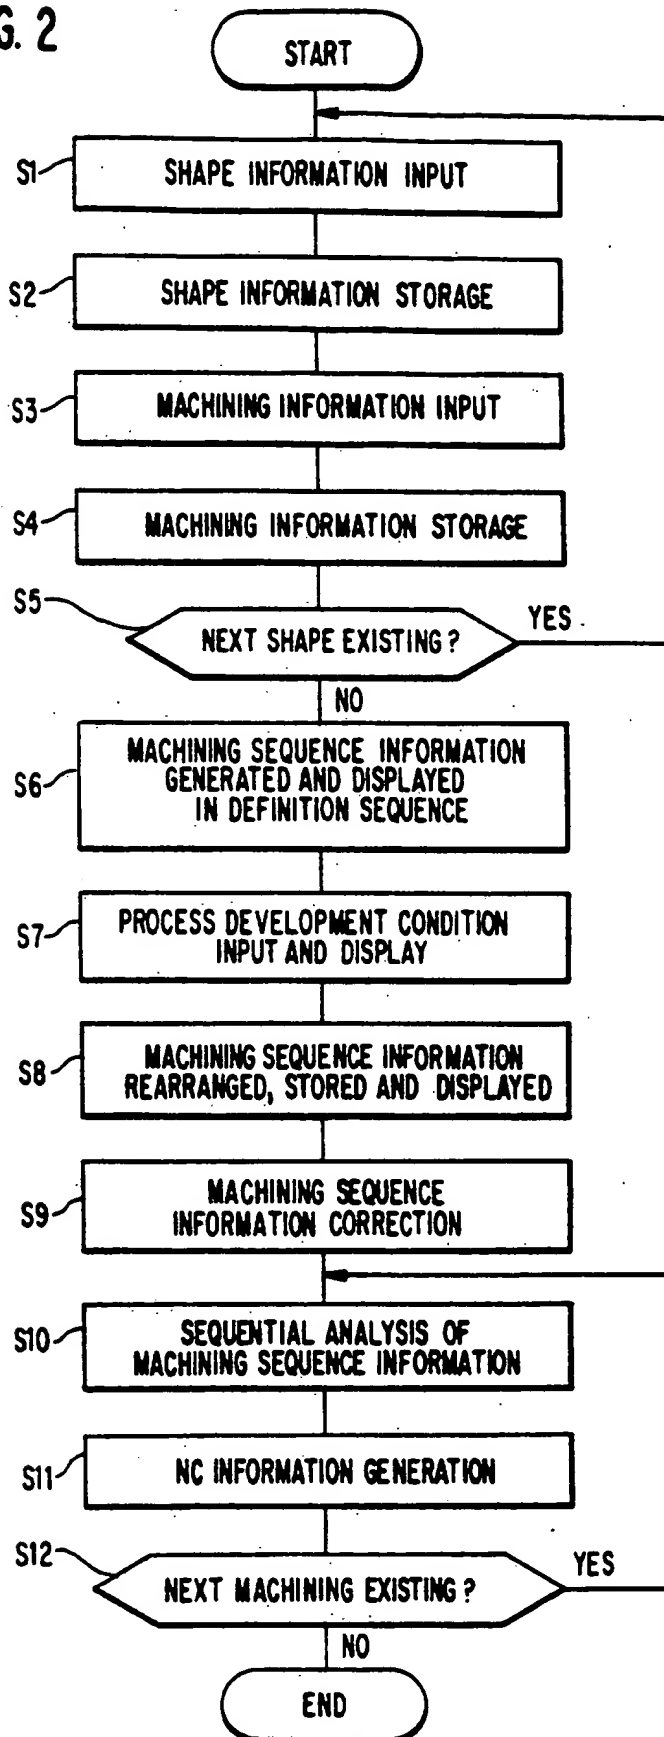 G. 2
START
S1
SHAPE INFORMATION INPUT
S2
SHAPE INFORMATION STORAGE
S3
MACHINING INFORMATION INPUT
S4
MACHINING INFORMATION STORAGE
S5
NEXT SHAPE EXISTING?
YES
NO
S6
MACHINING SEQUENCE INFORMATION
GENERATED AND DISPLAYED
IN DEFINITION SEQUENCE
S7
PROCESS DEVELOPMENT CONDITION
INPUT AND DISPLAY
S8
MACHINING SEQUENCE INFORMATION
REARRANGED, STORED AND DISPLAYED
S9
MACHINING SEQUENCE
INFORMATION CORRECTION
S10
SEQUENTIAL ANALYSIS OF
MACHINING SEQUENCE INFORMATION
S11
NC INFORMATION GENERATION
S12
NEXT MACHINING EXISTING?
YES
NO
END